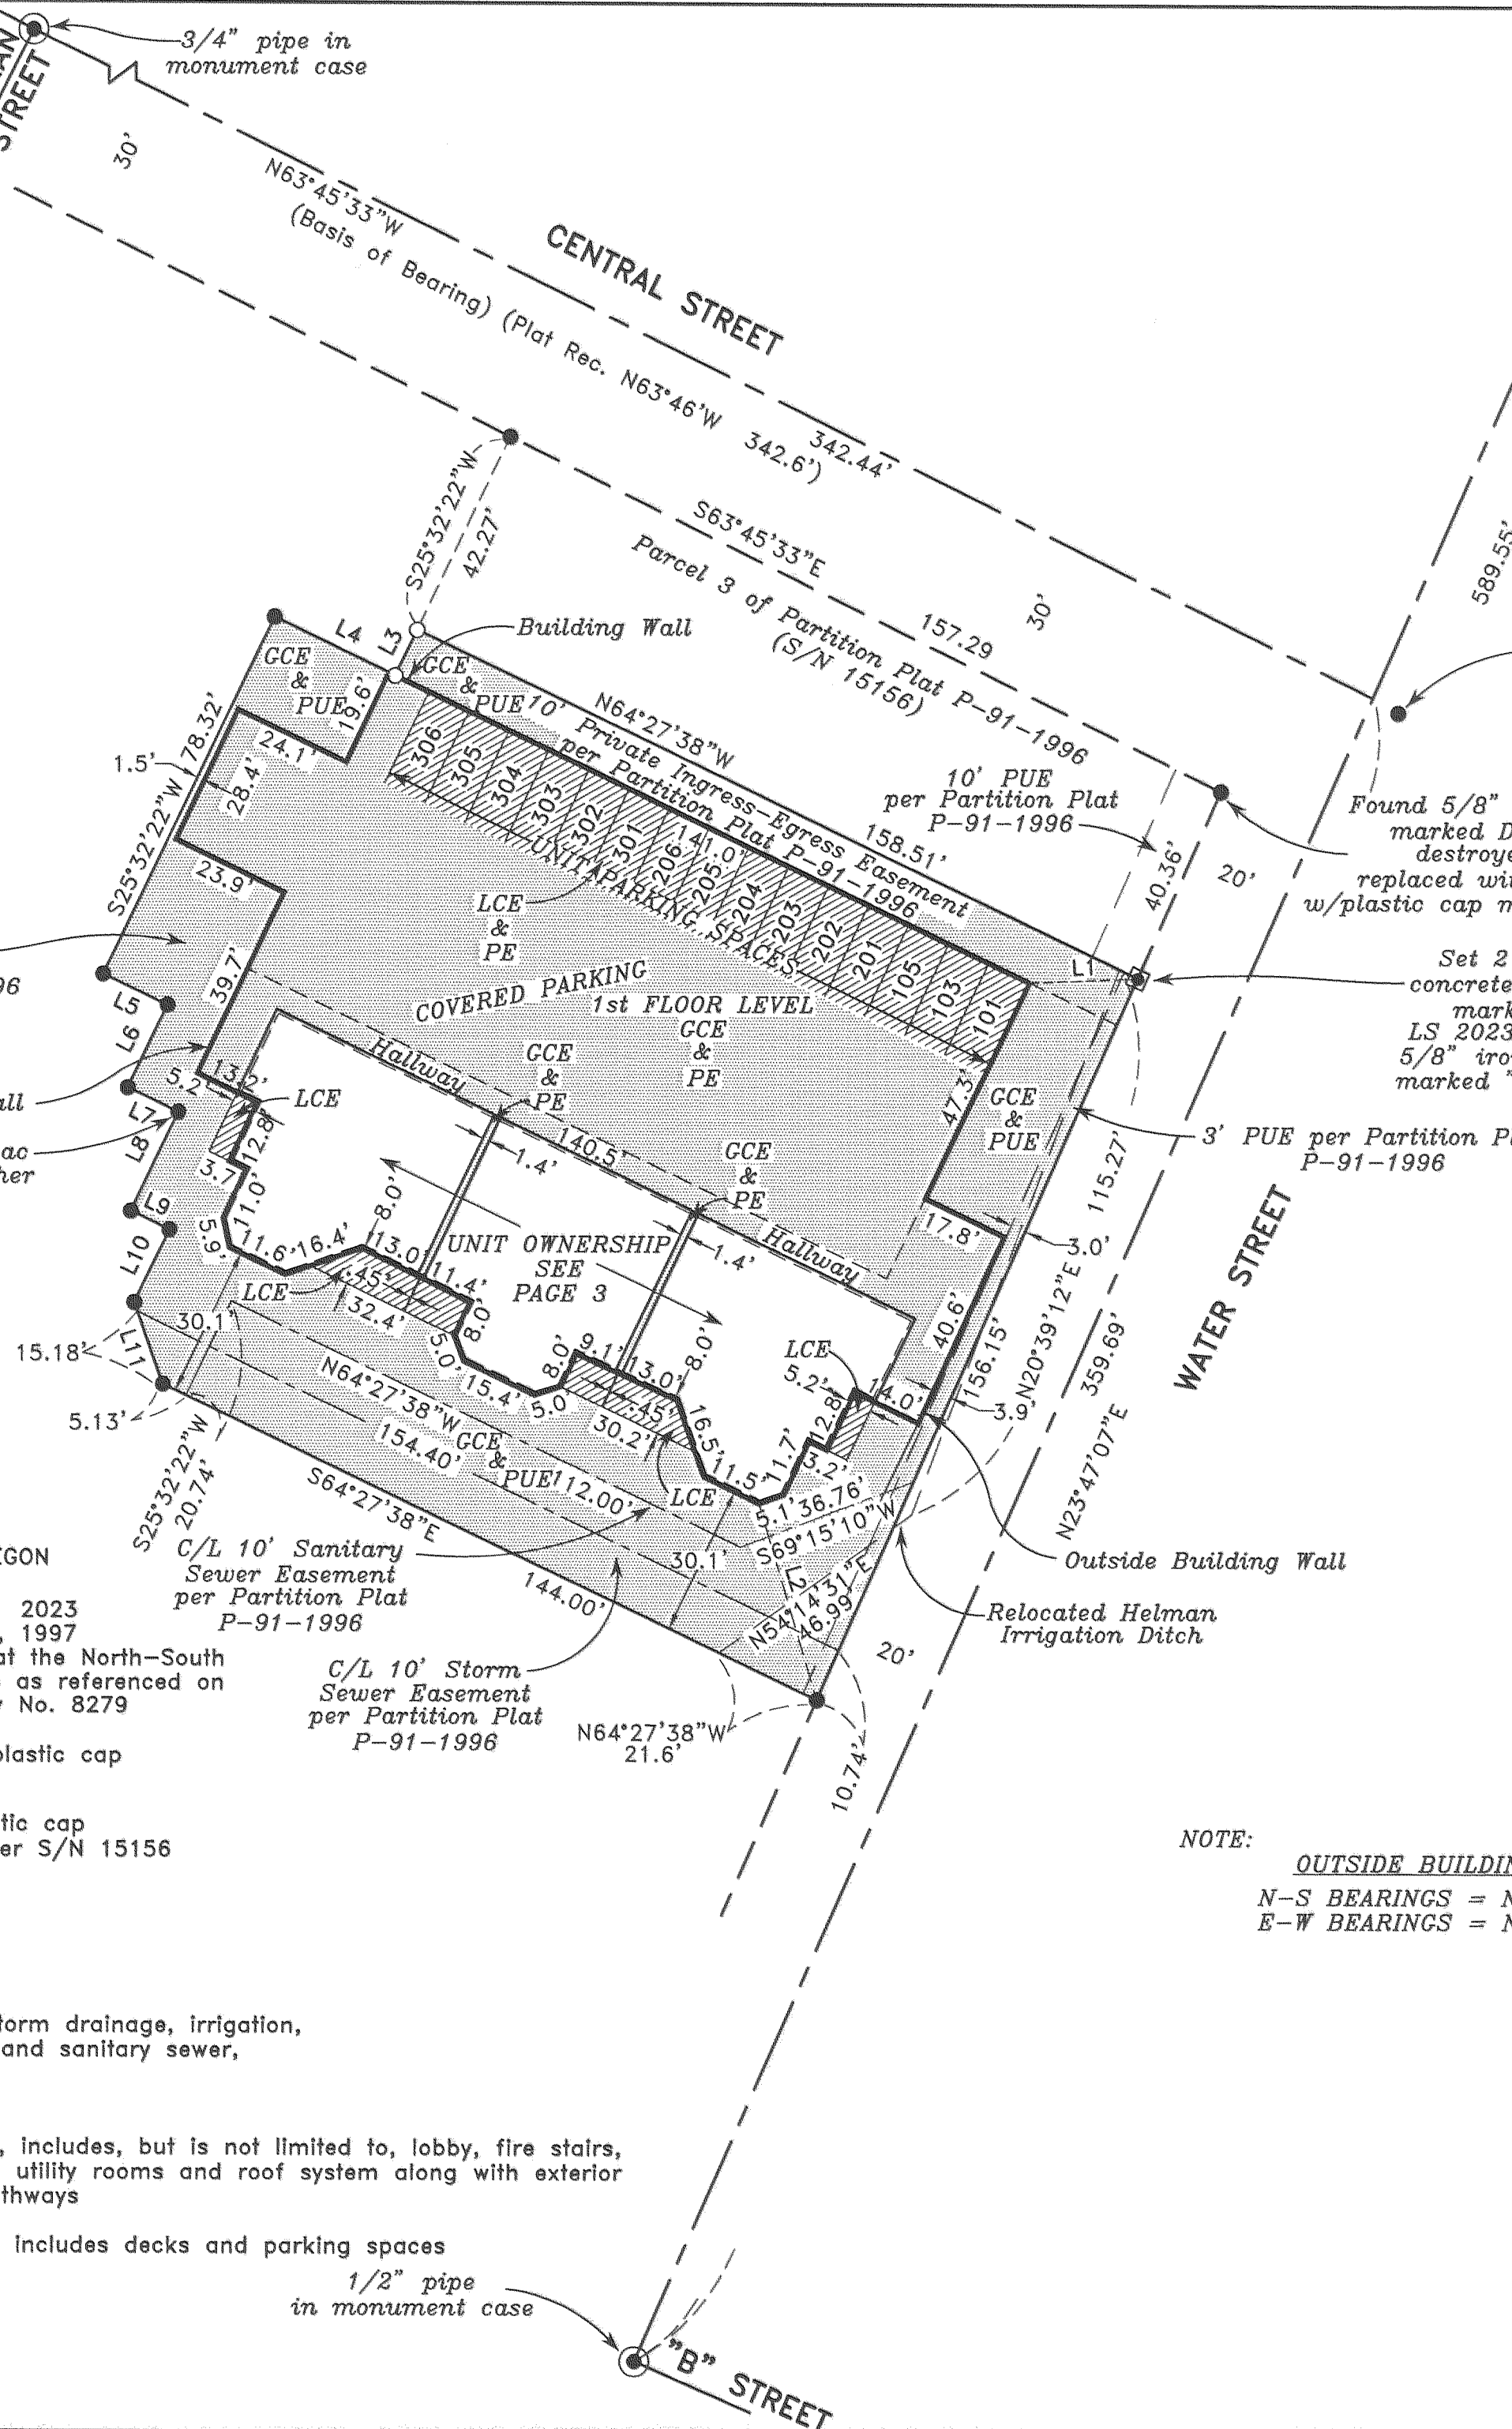 STREET
3/4" pipe in
monument case
30'
N63°45'33"W
(Basis of Bearing) (Plat Rec. N63°46'W 342.6')
CENTRAL STREET
342.44'
589.55'
S25°32'22"W
42.27'
S63°45'33"E
157.29
Parcel 3 of Partition Plat P-91-1996
(S/N 15156)
30'
L4
L3
Building Wall
GCE
&
PUE
19.6'
GCE
&
PUE
N64°27'38"W
158.51'
10' Private Ingress-Egress Easement
per Partition Plat P-91-1996
10' PUE
per Partition Plat
P-91-1996
40.36'
20'
Found 5/8"
marked D
destroye
replaced wi
w/plastic cap m
1.5'
S25°32'22"W 178.32'
24.1'
28.4'
23.9'
306
305
304
303
302
301
206
205
204
203
202
201
105
103
101
141.0'
UNIT PARKING SPACES
LCE
&
PE
COVERED PARKING
1st FLOOR LEVEL
GCE
&
PE
GCE
&
PE
L1
Set 2
concrete
mark
LS 2023
5/8" iro
marked "
96
39.7'
L5
L6
L7
L8
L9
L10
L11
all
ac
her
5.2'
13.2'
LCE
12.8'
3.7'
11.0'
5.9'
Hallway
1.4'
140.5'
GCE
&
PE
1.4'
Hallway
47.3'
GCE
&
PUE
3' PUE per Partition Pl
P-91-1996
115.27'
17.8'
3.0'
WATER STREET
11.6'
16.4'
8.0'
13.0'
11.4'
8.0'
LCE
.45'
32.4'
UNIT OWNERSHIP
SEE
PAGE 3
5.0'
15.4'
5.0'
8.0'
9.1'
13.0'
8.0'
.45'
30.2'
LCE
16.5'
11.5'
11.7'
LCE
5.2'
12.8'
14.0'
3.2'
40.6'
156.15'
3.9'
N20°39'12"E
359.69'
N23°47'07"E
15.18'
5.13'
30.1'
N64°27'38"W
154.40'
GCE
&
PUE
112.00'
S25°32'22"W
20.74'
S64°27'38"E
144.00'
5.1'
36.76'
S69°15'10"W
L2
N54°14'31"E
46.99'
30.1'
Outside Building Wall
Relocated Helman
Irrigation Ditch
C/L 10' Sanitary
Sewer Easement
per Partition Plat
P-91-1996
C/L 10' Storm
Sewer Easement
per Partition Plat
P-91-1996
N64°27'38"W
21.6'
20'
10.74'
EGON
2023
, 1997
at the North-South
as referenced on
No. 8279
plastic cap
tic cap
er S/N 15156
NOTE:
OUTSIDE BUILDIN
N-S BEARINGS = N
E-W BEARINGS = N
torm drainage, irrigation,
and sanitary sewer,
, includes, but is not limited to, lobby, fire stairs,
utility rooms and roof system along with exterior
thways
includes decks and parking spaces
1/2" pipe
in monument case
"B" STREET